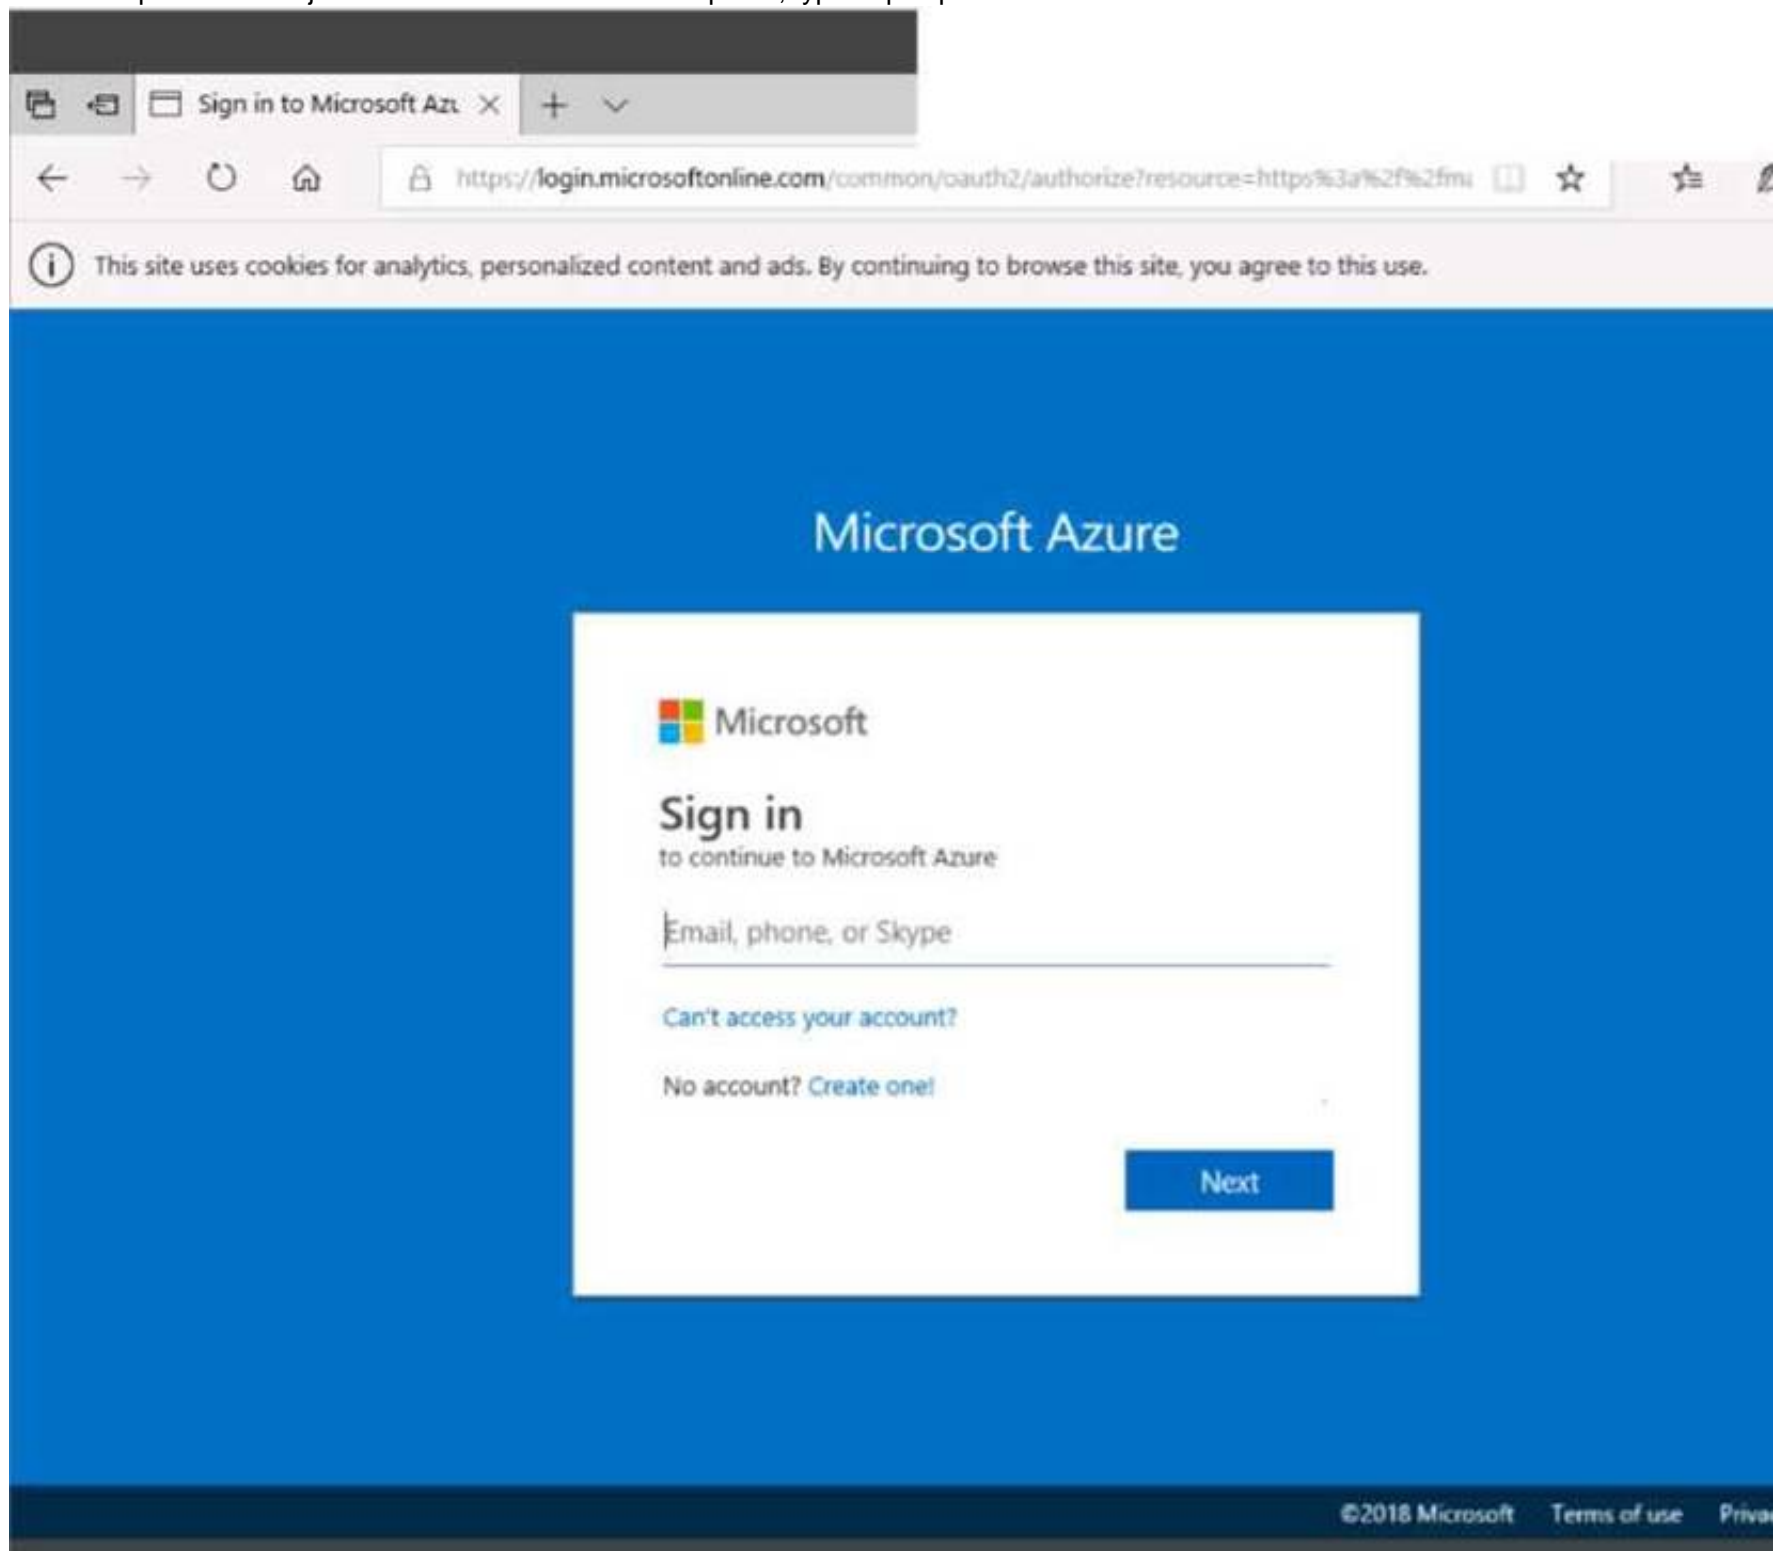 Sign in to Microsoft Azu
https://login.microsoftonline.com/common/oauth2/authorize?resource=https%3a%2f%2fma
This site uses cookies for analytics, personalized content and ads. By continuing to browse this site, you agree to this use.
Microsoft Azure
Microsoft
Sign in
to continue to Microsoft Azure
Email, phone, or Skype
Can't access your account?
No account? Create one!
Next
©2018 Microsoft Terms of use Priva